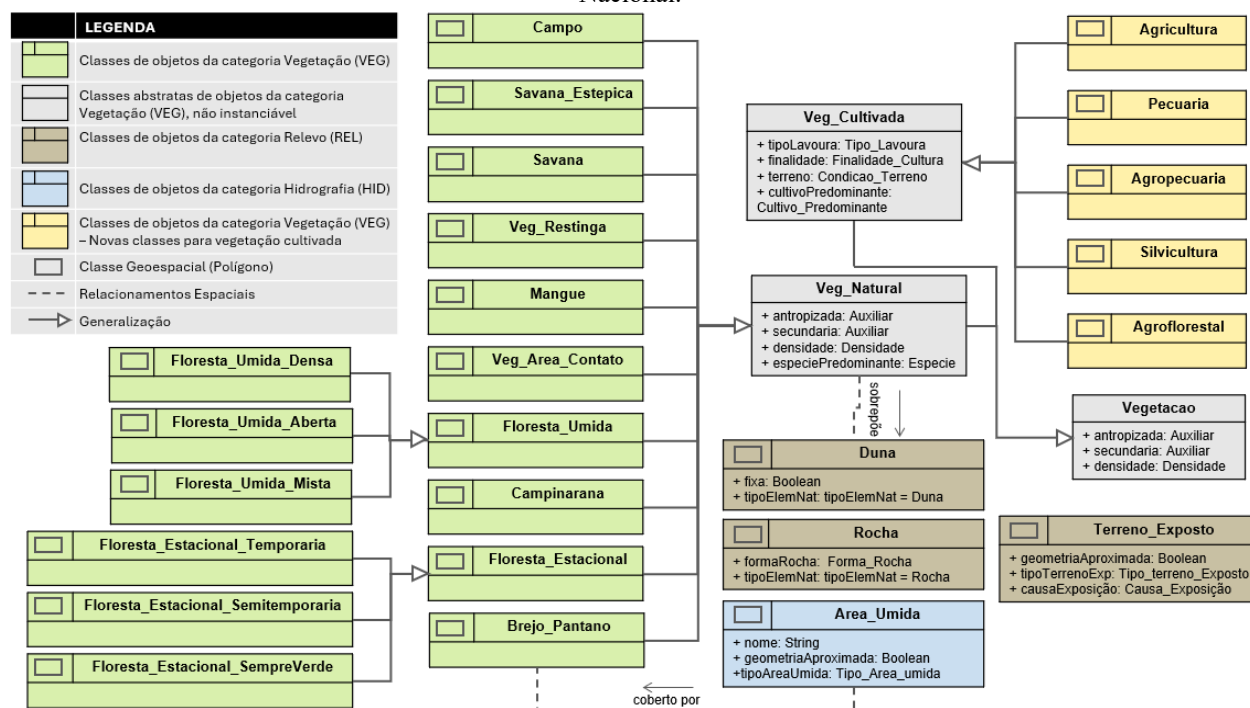 Nacional.
LEGENDA
Classes de objetos da categoria Vegetação (VEG)
Classes abstratas de objetos da categoria
Vegetação (VEG), não instanciável
Classes de objetos da categoria Relevo (REL)
Classes de objetos da categoria Hidrografia (HID)
Classes de objetos da categoria Vegetação (VEG)
– Novas classes para vegetação cultivada
Classe Geoespacial (Polígono)
Relacionamentos Espaciais
Generalização
Floresta_Umida_Densa
Floresta_Umida_Aberta
Floresta_Umida_Mista
Floresta_Estacional_Temporaria
Floresta_Estacional_Semitemporaria
Floresta_Estacional_SempreVerde
Campo
Savana_Estepica
Savana
Veg_Restinga
Mangue
Veg_Area_Contato
Floresta_Umida
Campinarana
Floresta_Estacional
Brejo_Pantano
coberto por
Veg_Cultivada
+ tipoLavoura: Tipo_Lavoura
+ finalidade: Finalidade_Cultura
+ terreno: Condicao_Terreno
+ cultivoPredominante:
Cultivo_Predominante
Veg_Natural
+ antropizada: Auxiliar
+ secundaria: Auxiliar
+ densidade: Densidade
+ especiePredominante: Especie
sobrepõe
Duna
+ fixa: Boolean
+ tipoElemNat: tipoElemNat = Duna
Rocha
+ formaRocha: Forma_Rocha
+ tipoElemNat: tipoElemNat = Rocha
Area_Umida
+ nome: String
+ geometriaAproximada: Boolean
+tipoAreaUmida: Tipo_Area_umida
Agricultura
Pecuaria
Agropecuaria
Silvicultura
Agroflorestal
Vegetacao
+ antropizada: Auxiliar
+ secundaria: Auxiliar
+ densidade: Densidade
Terreno_Exposto
+ geometriaAproximada: Boolean
+ tipoTerrenoExp: Tipo_terreno_Exposto
+ causaExposição: Causa_Exposição